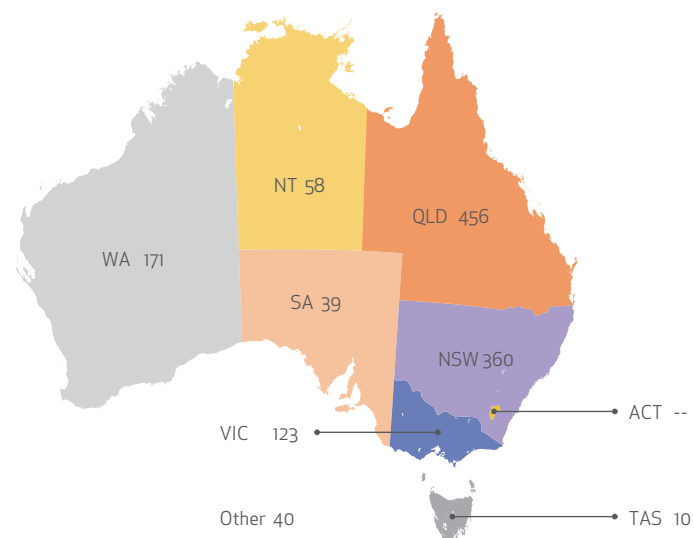 NT 58
QLD 456
WA 171
SA 39
NSW 360
ACT --
VIC 123
Other 40
TAS 10